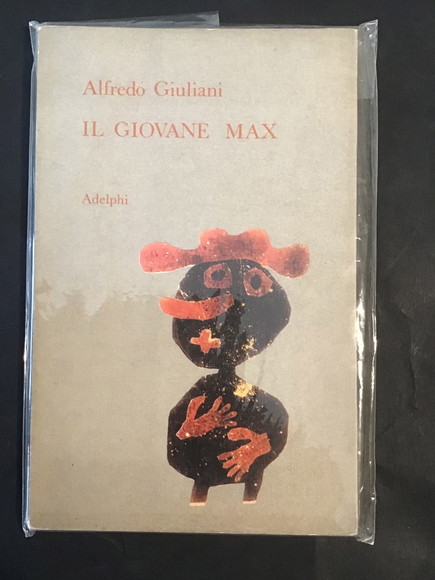 Alfredo Giuliani
IL GIOVANE MAX
Adelphi